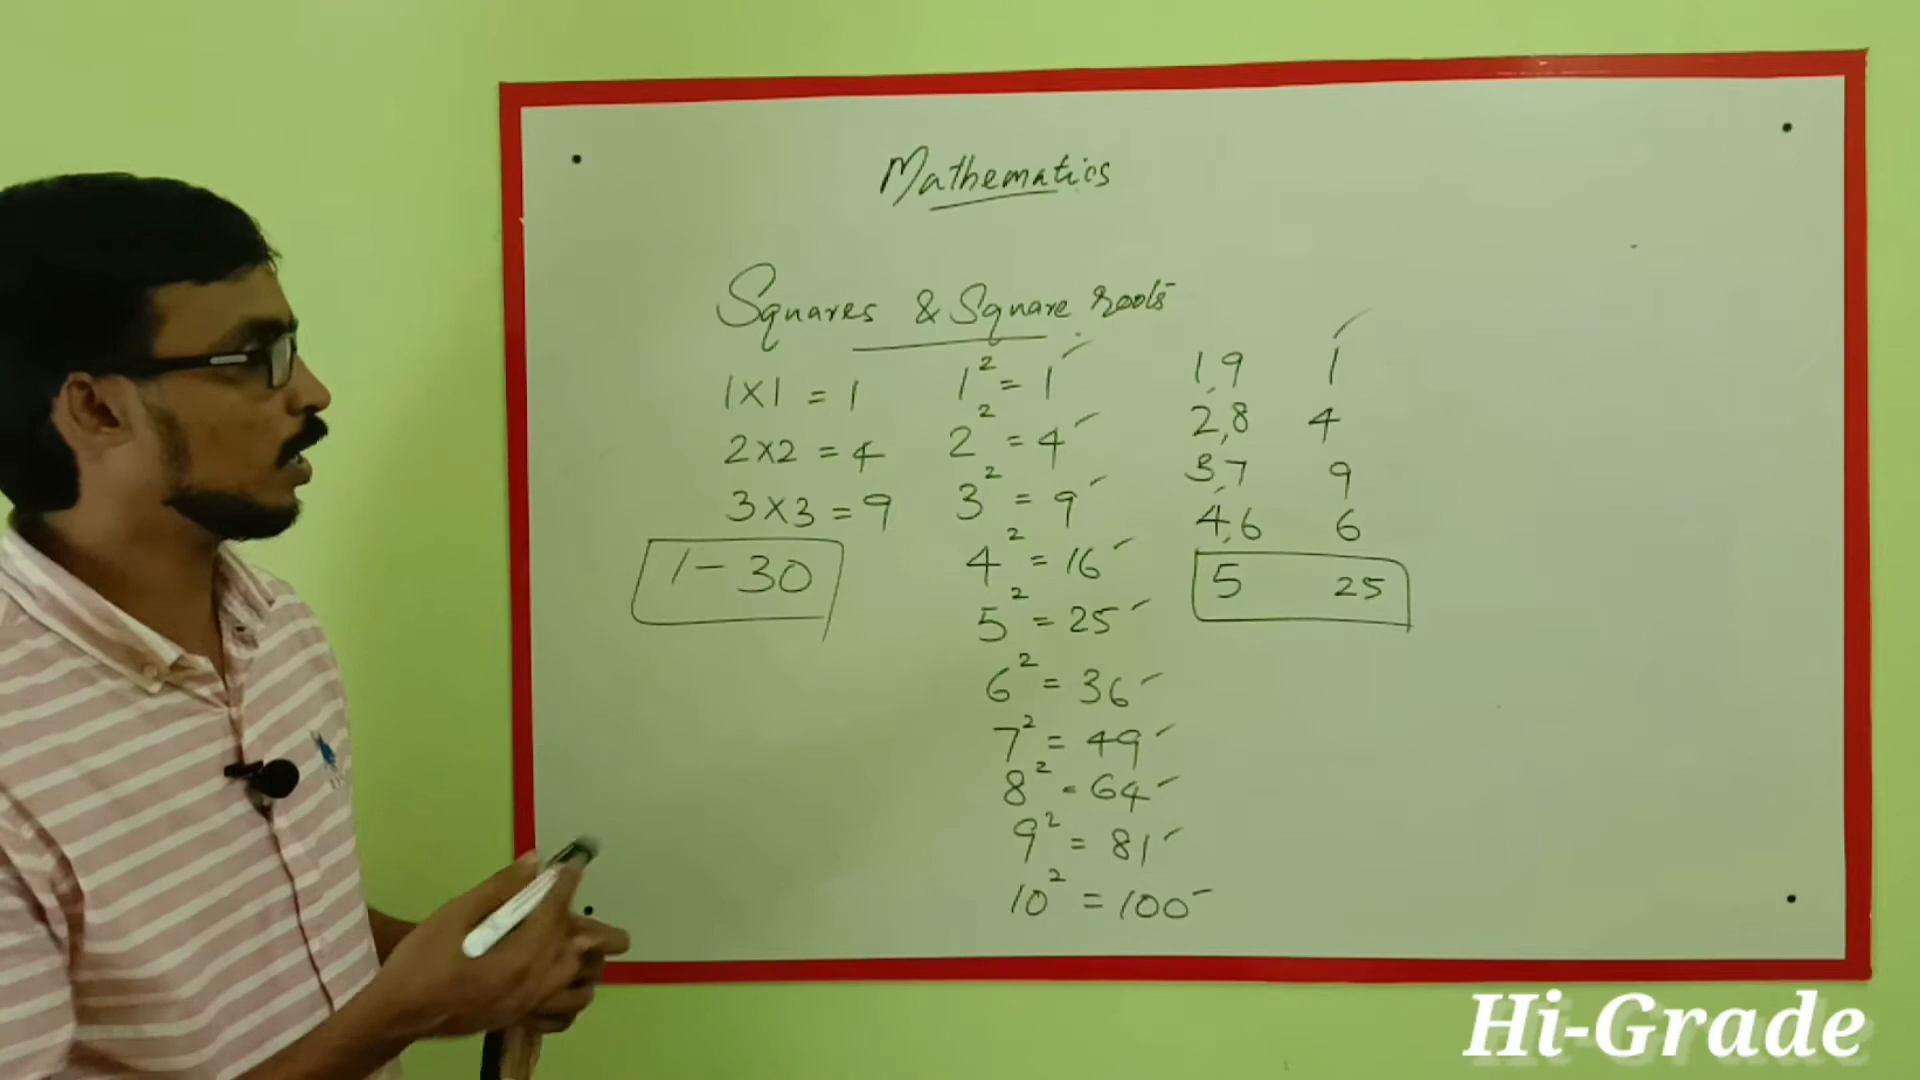 Mathematics
Squares & Square roots
1x1 = 1
2x2 = 4
3x3 = 9
1 - 30
1² = 1
2² = 4
3² = 9
4² = 16
5² = 25
6² = 36
7² = 49
8² = 64
9² = 81
10² = 100
1,9 1
2,8 4
3,7 9
4,6 6
5 25
Hi-Grade